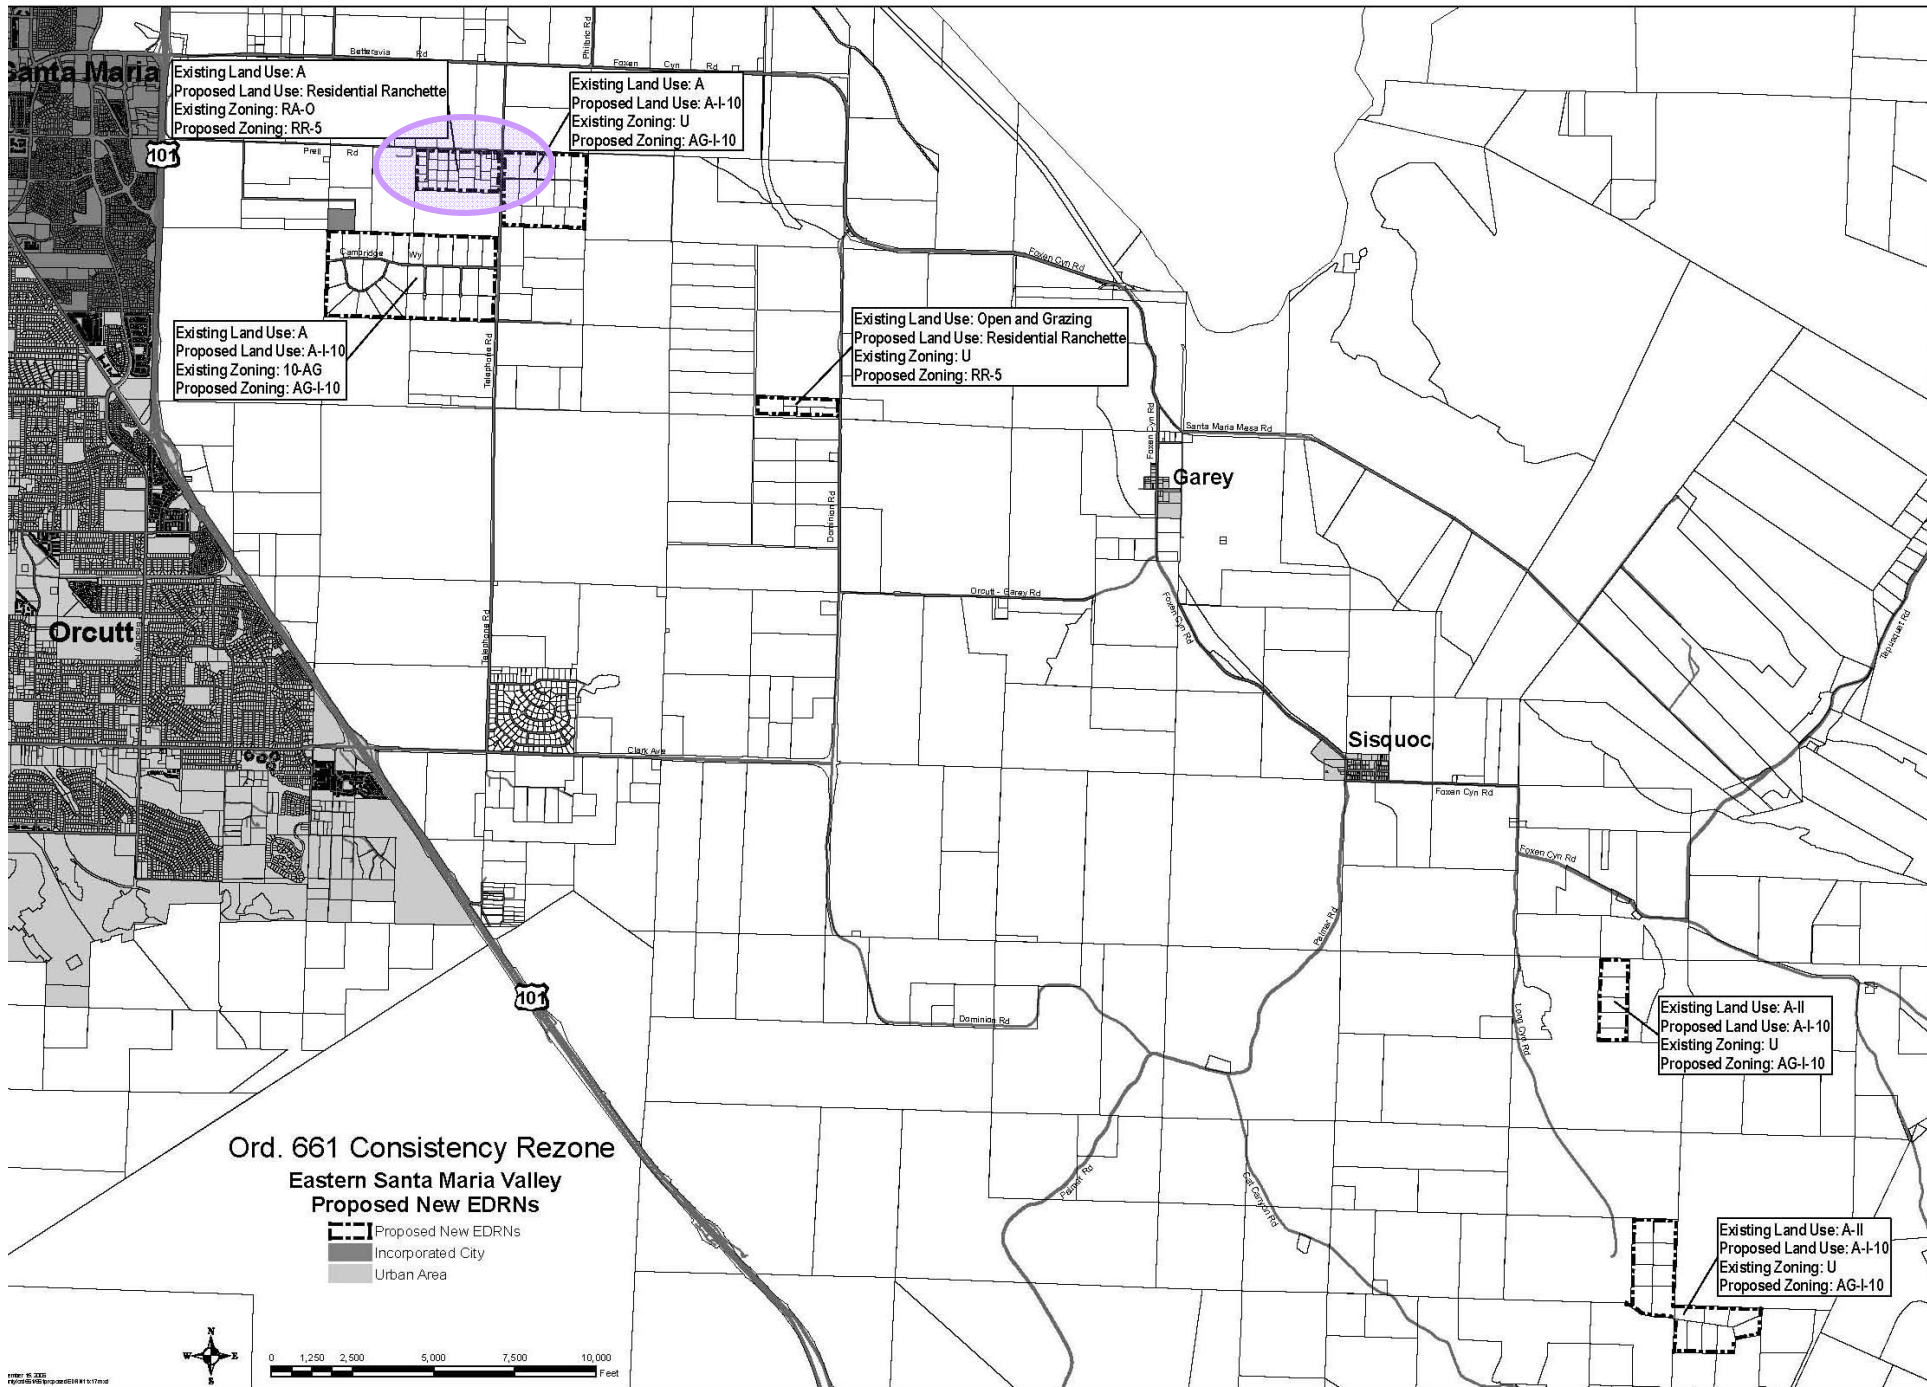 Betteravia Rd
Philbric Rd
Foxen Cyn Rd
Santa Maria
Existing Land Use: A
Proposed Land Use: Residential Ranchette
Existing Zoning: RA-O
Proposed Zoning: RR-5
Existing Land Use: A
Proposed Land Use: A-I-10
Existing Zoning: U
Proposed Zoning: AG-I-10
101
Prell Rd
Cambridge Wy
Foxen Cyn Rd
Existing Land Use: A
Proposed Land Use: A-I-10
Existing Zoning: 10-AG
Proposed Zoning: AG-I-10
Telephone Rd
Existing Land Use: Open and Grazing
Proposed Land Use: Residential Ranchette
Existing Zoning: U
Proposed Zoning: RR-5
Foxen Cyn Rd
Santa Maria Mesa Rd
Garey
Dominion Rd
Orcutt - Garey Rd
Foxen Cyn Rd
Tepusquet Rd
Orcutt
Telephone Rd
Clark Ave
Sisquoc
Foxen Cyn Rd
Foxen Cyn Rd
Palmer Rd
101
Dominion Rd
Long Cyn Rd
Existing Land Use: A-II
Proposed Land Use: A-I-10
Existing Zoning: U
Proposed Zoning: AG-I-10
Palmer Rd
Cat Canyon Rd
Ord. 661 Consistency Rezone
Eastern Santa Maria Valley
Proposed New EDRNs
Proposed New EDRNs
Incorporated City
Urban Area
Existing Land Use: A-II
Proposed Land Use: A-I-10
Existing Zoning: U
Proposed Zoning: AG-I-10
N
W E
S
0 1,250 2,500 5,000 7,500 10,000
Feet